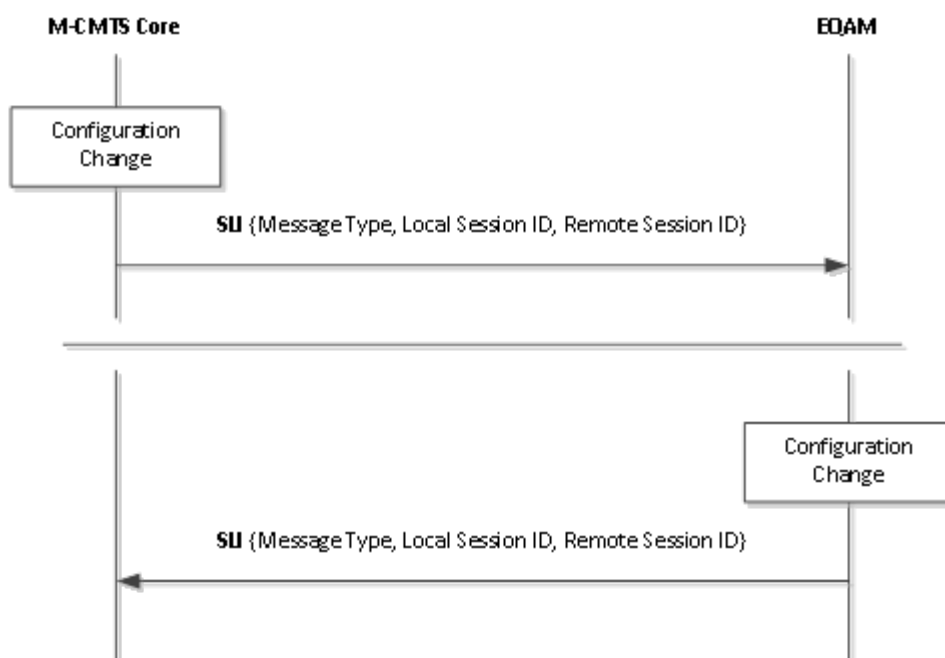 M-CMTS Core
EQAM
Configuration
Change
SLI {Message Type, Local Session ID, Remote Session ID}
Configuration
Change
SLI {Message Type, Local Session ID, Remote Session ID}